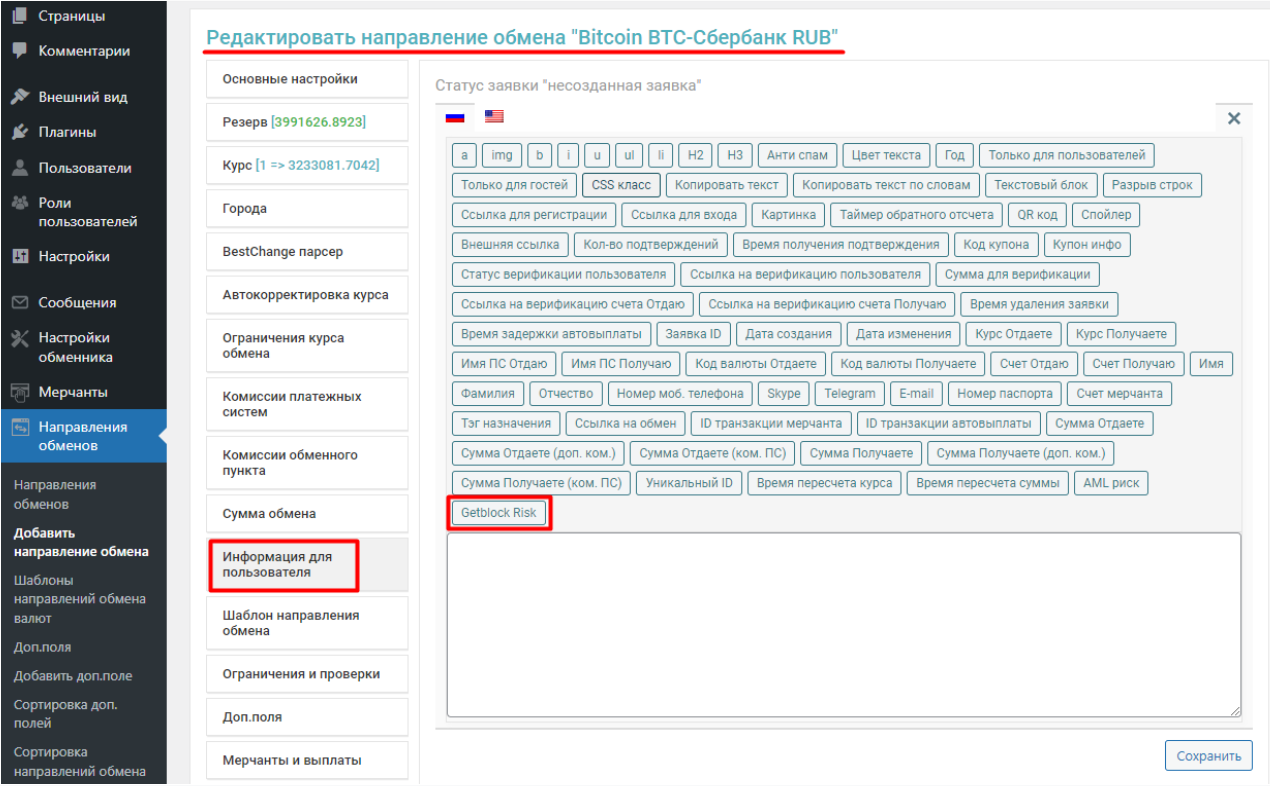 Страницы
Комментарии
Внешний вид
Плагины
Пользователи
Роли
пользователей
Настройки
Сообщения
Настройки
обменника
Мерчанты
Направления
обменов
Направления
обменов
Добавить
направление обмена
Шаблоны
направлений обмена
валют
Доп.поля
Добавить доп.поле
Сортировка доп.
полей
Сортировка
направлений обмена
Редактировать направление обмена "Bitcoin BTC-Сбербанк RUB"
Основные настройки
Резерв [3991626.8923]
Курс [1 => 3233081.7042]
Города
BestChange парсер
Автокорректировка курса
Ограничения курса
обмена
Комиссии платежных
систем
Комиссии обменного
пункта
Сумма обмена
Информация для
пользователя
Шаблон направления
обмена
Ограничения и проверки
Доп.поля
Мерчанты и выплаты
Статус заявки "несозданная заявка"
a img b i u ul li H2 H3 Анти спам Цвет текста Год Только для пользователей
Только для гостей CSS класс Копировать текст Копировать текст по словам Текстовый блок Разрыв строк
Ссылка для регистрации Ссылка для входа Картинка Таймер обратного отсчета QR код Спойлер
Внешняя ссылка Кол-во подтверждений Время получения подтверждения Код купона Купон инфо
Статус верификации пользователя Ссылка на верификацию пользователя Сумма для верификации
Ссылка на верификацию счета Отдаю Ссылка на верификацию счета Получаю Время удаления заявки
Время задержки автовыплаты Заявка ID Дата создания Дата изменения Курс Отдаете Курс Получаете
Имя ПС Отдаю Имя ПС Получаю Код валюты Отдаете Код валюты Получаете Счет Отдаю Счет Получаю Имя
Фамилия Отчество Номер моб. телефона Skype Telegram E-mail Номер паспорта Счет мерчанта
Тэг назначения Ссылка на обмен ID транзакции мерчанта ID транзакции автовыплаты Сумма Отдаете
Сумма Отдаете (доп. ком.) Сумма Отдаете (ком. ПС) Сумма Получаете Сумма Получаете (доп. ком.)
Сумма Получаете (ком. ПС) Уникальный ID Время пересчета курса Время пересчета суммы AML риск
Getblock Risk
Сохранить